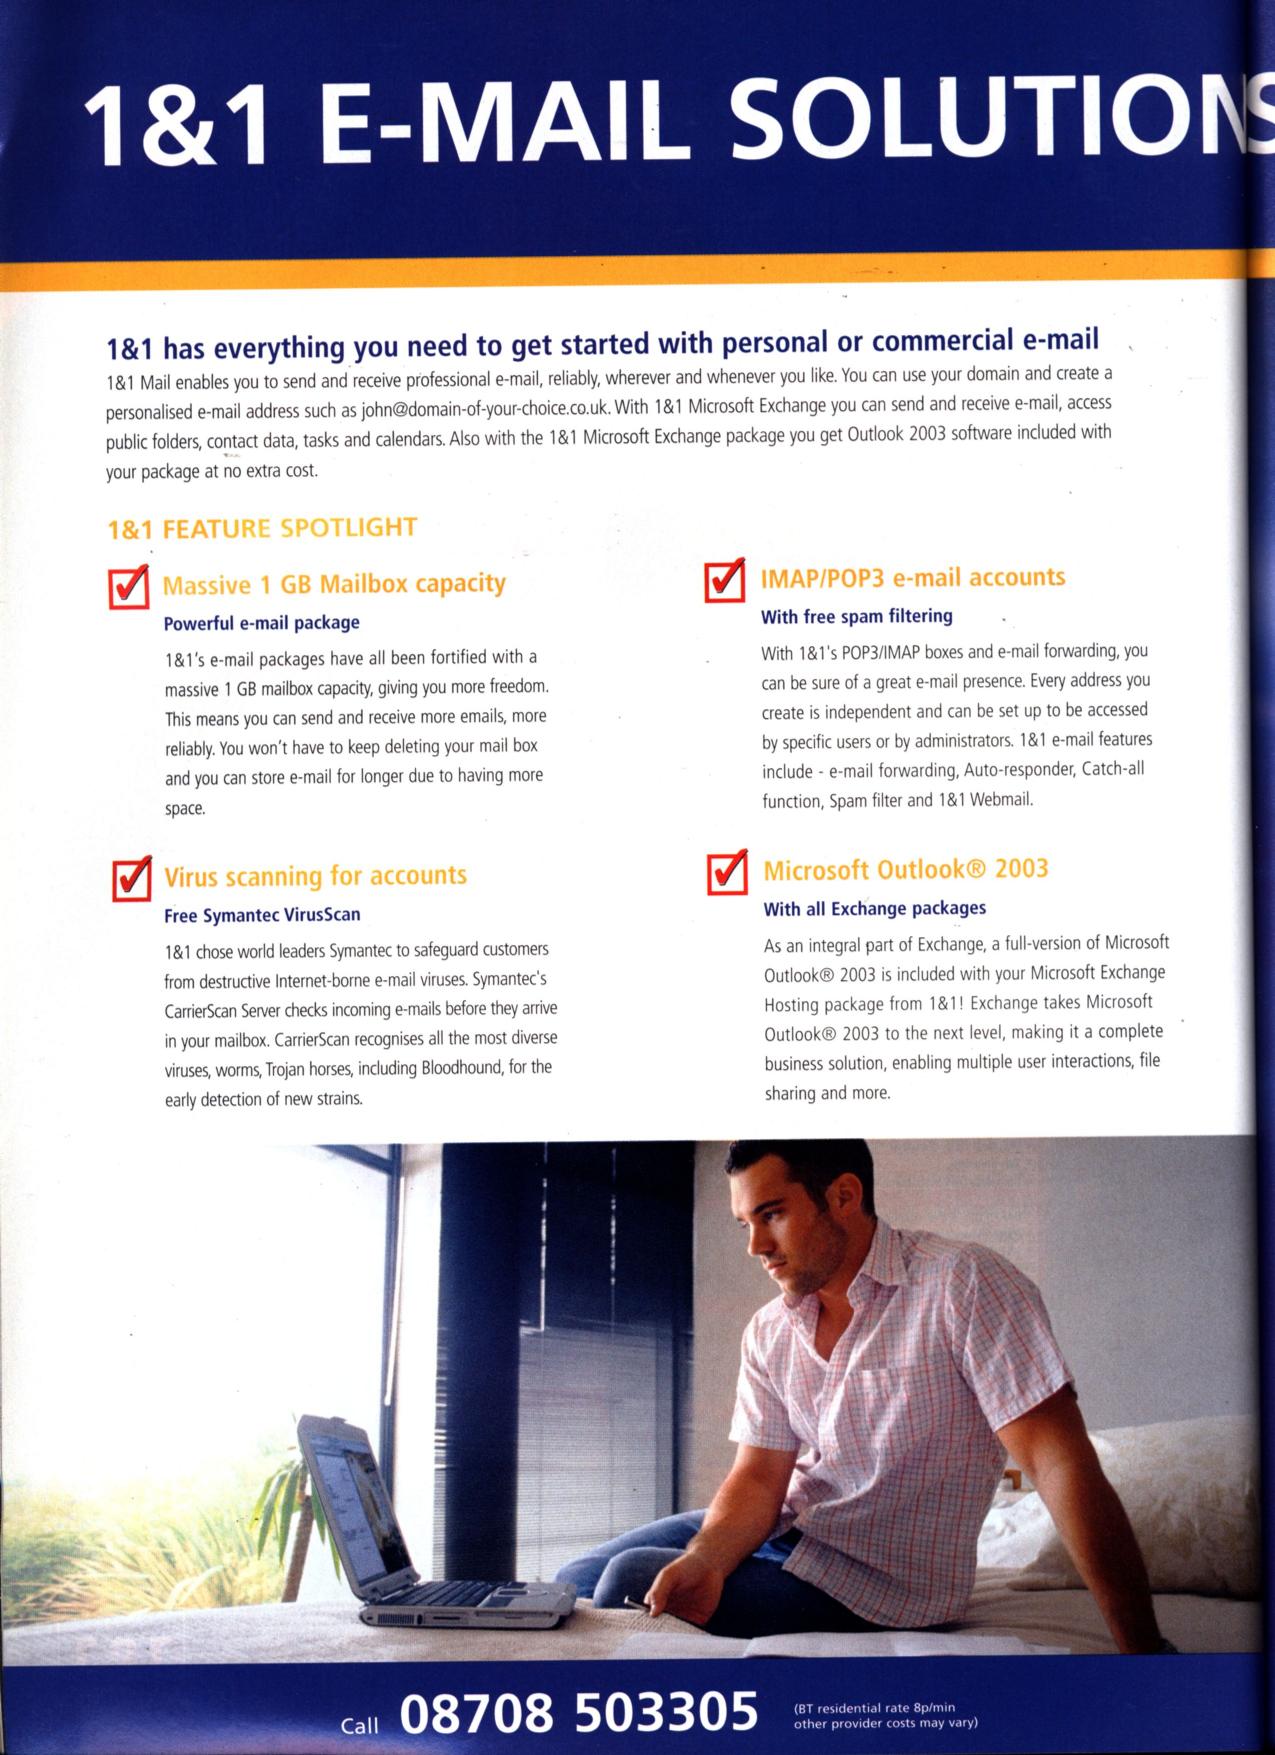 1&1 E-MAIL SOLUTIONS
1&1 has everything you need to get started with personal or commercial e-mail
1&1 Mail enables you to send and receive professional e-mail, reliably, wherever and whenever you like. You can use your domain and create a
personalised e-mail address such as john@domain-of-your-choice.co.uk. With 1&1 Microsoft Exchange you can send and receive e-mail, access
public folders, contact data, tasks and calendars. Also with the 1&1 Microsoft Exchange package you get Outlook 2003 software included with
your package at no extra cost.
1&1 FEATURE SPOTLIGHT
Massive 1 GB Mailbox capacity
Powerful e-mail package
1&1's e-mail packages have all been fortified with a
massive 1 GB mailbox capacity, giving you more freedom.
This means you can send and receive more emails, more
reliably. You won't have to keep deleting your mail box
and you can store e-mail for longer due to having more
space.
IMAP/POP3 e-mail accounts
With free spam filtering
With 1&1's POP3/IMAP boxes and e-mail forwarding, you
can be sure of a great e-mail presence. Every address you
create is independent and can be set up to be accessed
by specific users or by administrators. 1&1 e-mail features
include - e-mail forwarding, Auto-responder, Catch-all
function, Spam filter and 1&1 Webmail.
Virus scanning for accounts
Free Symantec VirusScan
1&1 chose world leaders Symantec to safeguard customers
from destructive Internet-borne e-mail viruses. Symantec's
CarrierScan Server checks incoming e-mails before they arrive
in your mailbox. CarrierScan recognises all the most diverse
viruses, worms, Trojan horses, including Bloodhound, for the
early detection of new strains.
Microsoft Outlook® 2003
With all Exchange packages
As an integral part of Exchange, a full-version of Microsoft
Outlook® 2003 is included with your Microsoft Exchange
Hosting package from 1&1! Exchange takes Microsoft
Outlook® 2003 to the next level, making it a complete
business solution, enabling multiple user interactions, file
sharing and more.
Call 08708 503305
(BT residential rate 8p/min
other provider costs may vary)